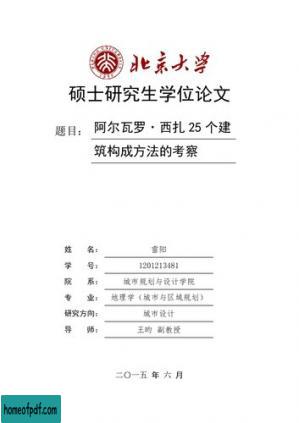 北京大学
硕士研究生学位论文
题目： 阿尔瓦罗·西扎 25 个建
筑构成方法的考察
姓 名： 雷阳
学 号： 1201213481
院 系： 城市规划与设计学院
专 业： 地理学（城市与区域规划）
研究方向： 城市设计
导 师： 王昀 副教授
二〇一五 年 六 月
homeofpdf.com